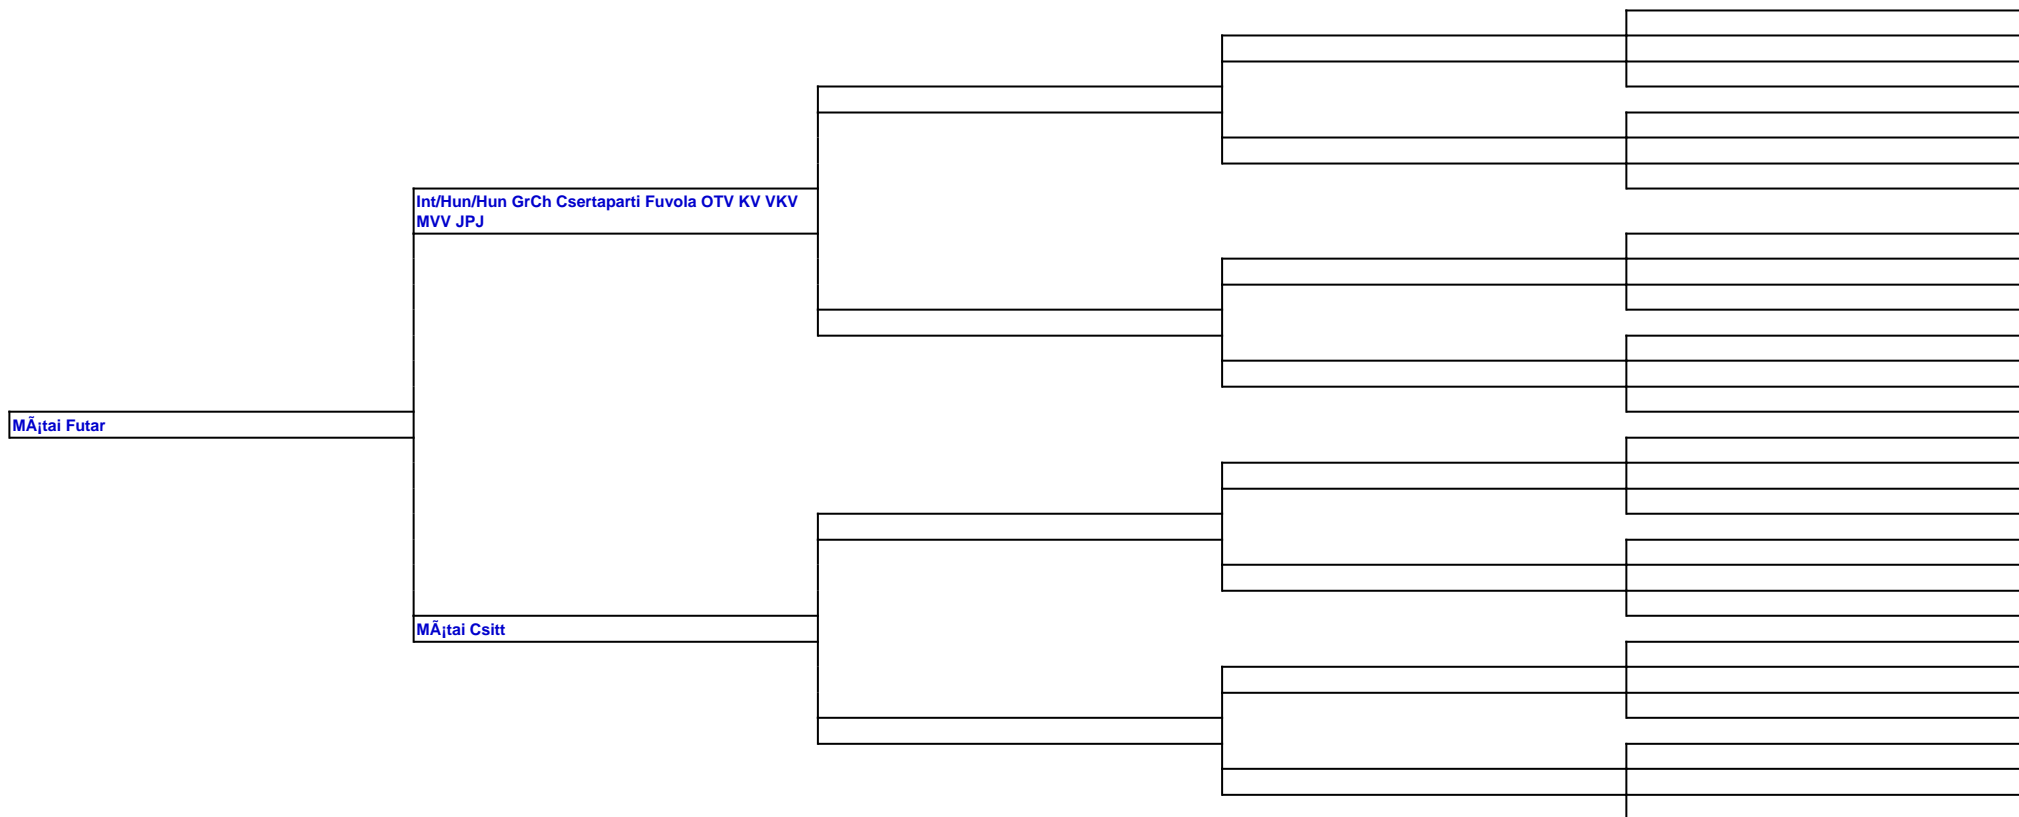 Int/Hun/Hun GrCh Csertaparti Fuvola OTV KV VKV
MVV JPJ
MÃ¡tai Futar
MÃ¡tai Csitt